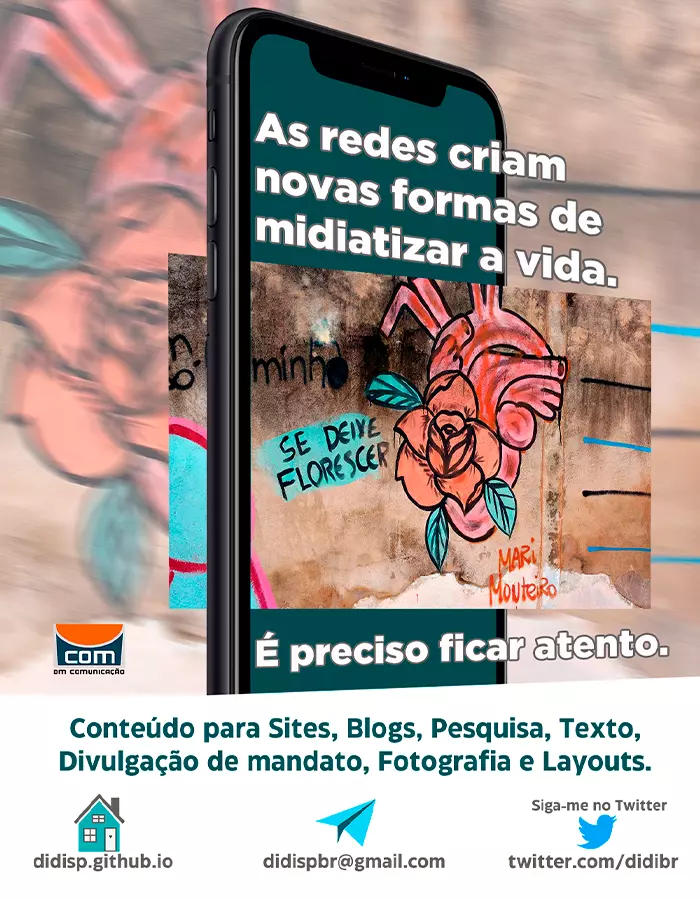 As redes criam
novas formas de
midiatizar a vida.
minho
SE DEIXE
FLORESCER
MARI
MOUTEIRO
É preciso ficar atento.
COM
DM COMUNICAÇÃO
Conteúdo para Sites, Blogs, Pesquisa, Texto,
Divulgação de mandato, Fotografia e Layouts.
Siga-me no Twitter
didisp.github.io
didispbr@gmail.com
twitter.com/didibr